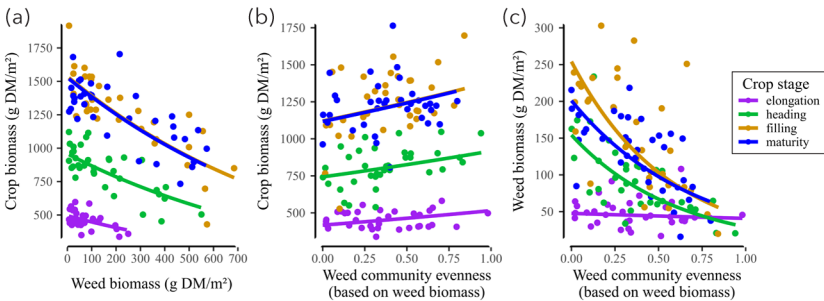 (a)
Crop biomass (g DM/m²)
1750
1500
1250
1000
750
500
0 100 200 300 400 500 600 700
Weed biomass (g DM/m²)
(b)
Crop biomass (g DM/m²)
1750
1500
1250
1000
750
500
0.00 0.25 0.50 0.75 1.00
Weed community evenness
(based on weed biomass)
(c)
Weed biomass (g DM/m²)
300
250
200
150
100
50
0.00 0.25 0.50 0.75 1.00
Weed community evenness
(based on weed biomass)
Crop stage
elongation
heading
filling
maturity